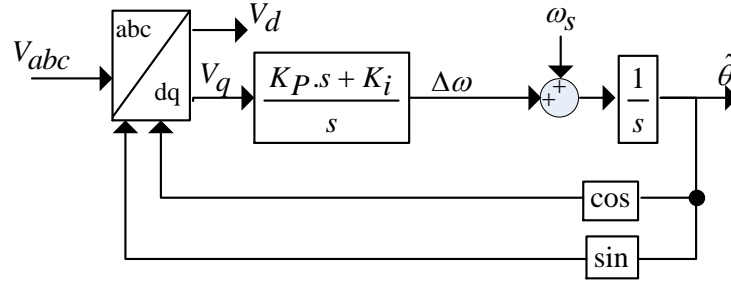 V_d
ω_s
abc
V_abc
V_q
K_P.s + K_i
s
Δω
+
+
1
s
θ̃
dq
cos
sin